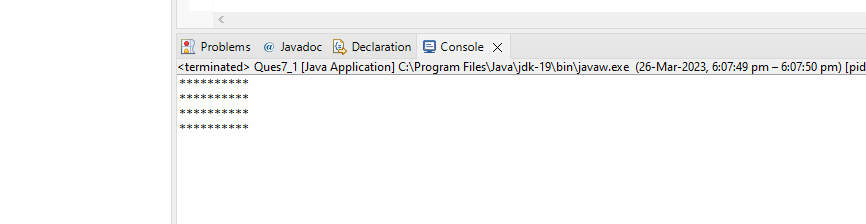 <
Problems @ Javadoc Declaration Console
<terminated> Ques7_1 [Java Application] C:\Program Files\Java\jdk-19\bin\javaw.exe (26-Mar-2023, 6:07:49 pm – 6:07:50 pm) [pid
**********
**********
**********
**********